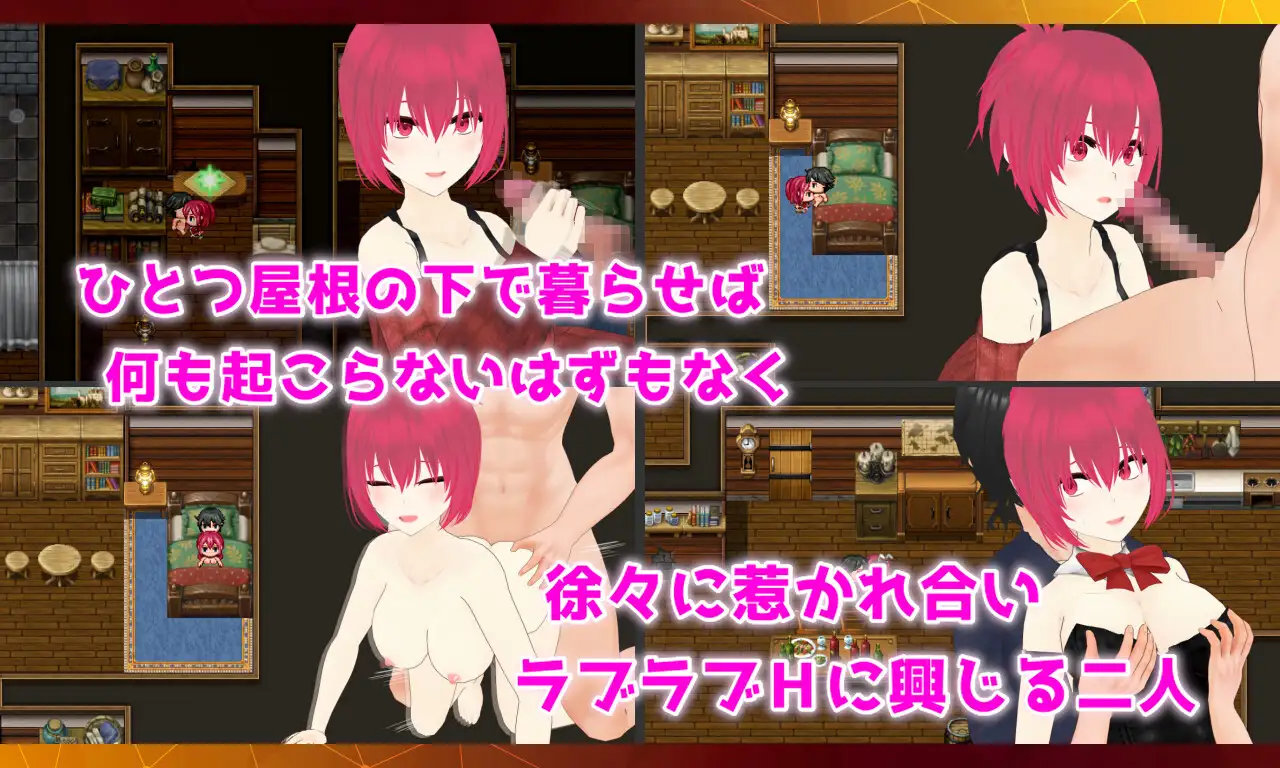 ひとつ屋根の下で暮らせば
何も起こらないはずもなく
徐々に惹かれ合い
ラブラブHに興じる二人